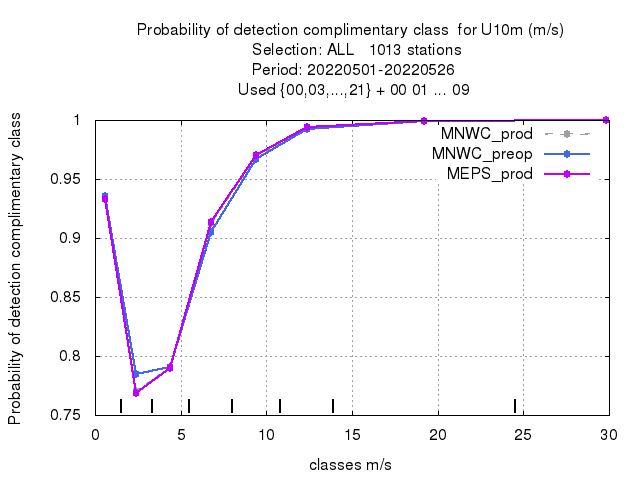 Probability of detection complimentary class  for U10m (m/s)
Selection: ALL   1013 stations
Period: 20220501-20220526
Used {00,03,...,21} + 00 01 ... 09
Probability of detection complimentary class
1
0.95
0.9
0.85
0.8
0.75
MNWC_prod
MNWC_preop
MEPS_prod
0 5 10 15 20 25 30
classes m/s